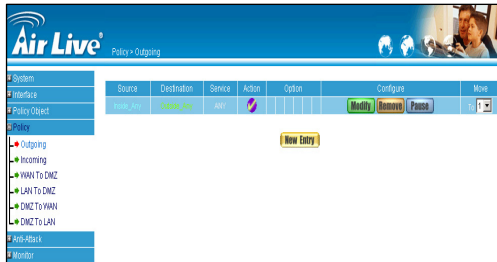 Air Live®
Policy > Outgoing
System
Interface
Policy Object
Policy
Outgoing
Incoming
WAN To DMZ
LAN To DMZ
DMZ To WAN
DMZ To LAN
Anti-Attack
Monitor
Source Destination Service Action Option Configure Move
Inside_Any Outside_Any ANY Modify Remove Pause To 1
New Entry